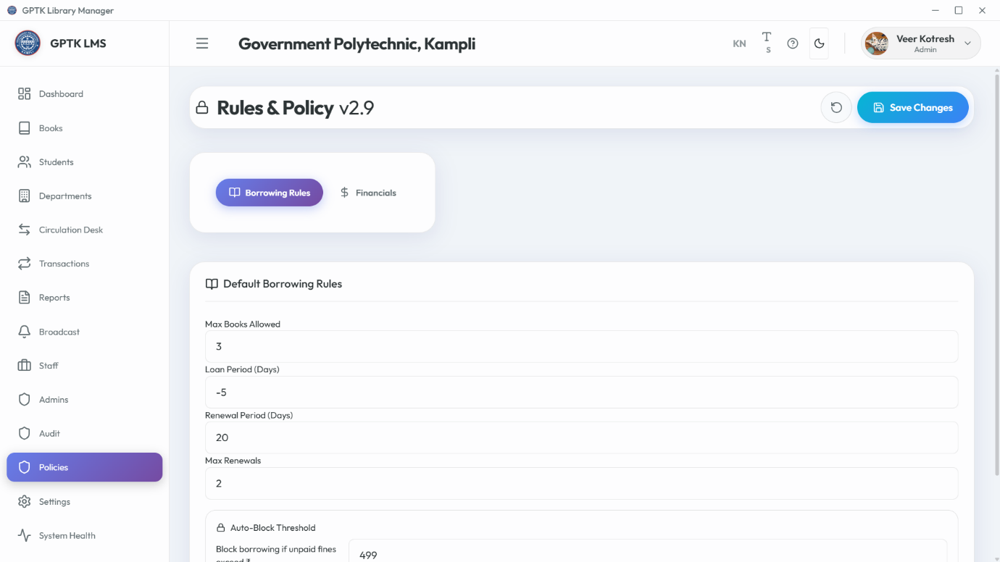 GPTK Library Manager
GPTK LMS
Government Polytechnic, Kampli
KN
T
S
Veer Kotresh
Admin
Dashboard
Books
Students
Departments
Circulation Desk
Transactions
Reports
Broadcast
Staff
Admins
Audit
Policies
Settings
System Health
Rules & Policy v2.9
Save Changes
Borrowing Rules
Financials
Default Borrowing Rules
Max Books Allowed
3
Loan Period (Days)
-5
Renewal Period (Days)
20
Max Renewals
2
Auto-Block Threshold
Block borrowing if unpaid fines
exceed ₹
499